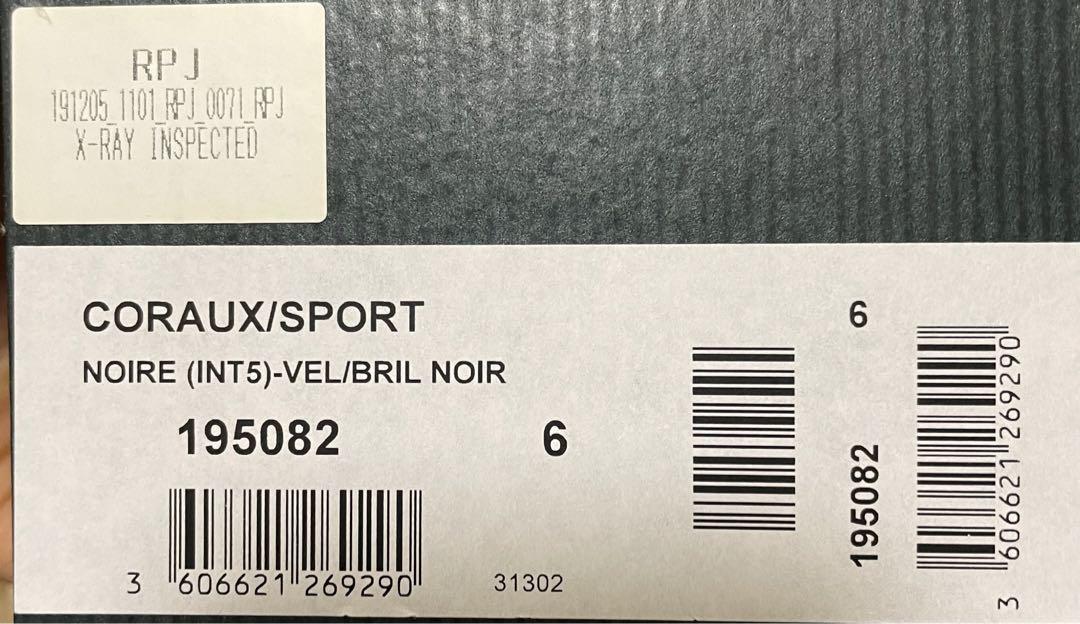 RPJ
191205_1101_RPJ_0071_RPJ
X-RAY INSPECTED
CORAUX/SPORT
NOIRE (INT5)-VEL/BRIL NOIR
195082 6
3 606621 269290
31302
6
195082
3 606621 269290